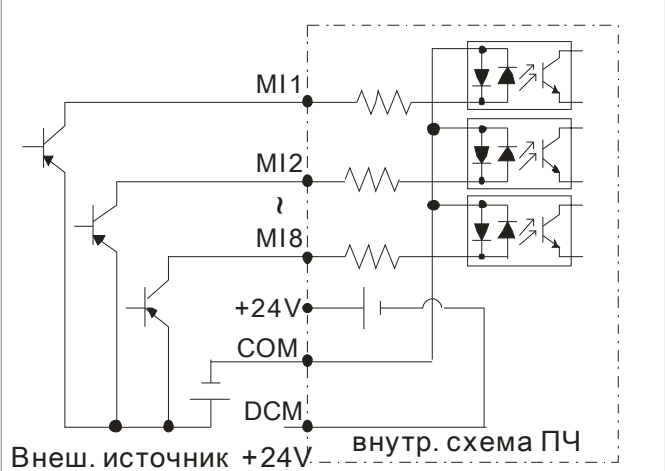 MI1
MI2
~
MI8
+24V
COM
DCM
Внеш. источник +24V
внутр. схема ПЧ